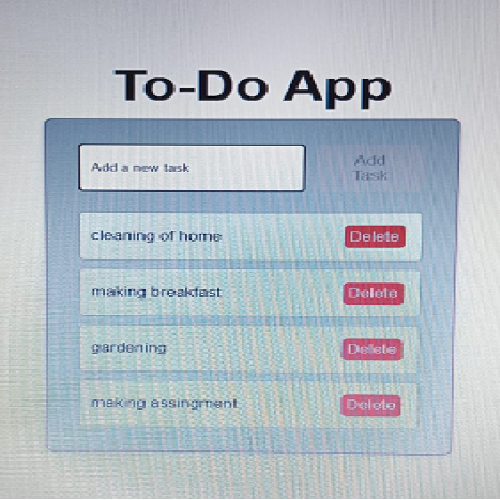 To-Do App
Add a new task
Add
Task
cleaning of home
Delete
making breakfast
Delete
gardening
Delete
making assingment
Delete